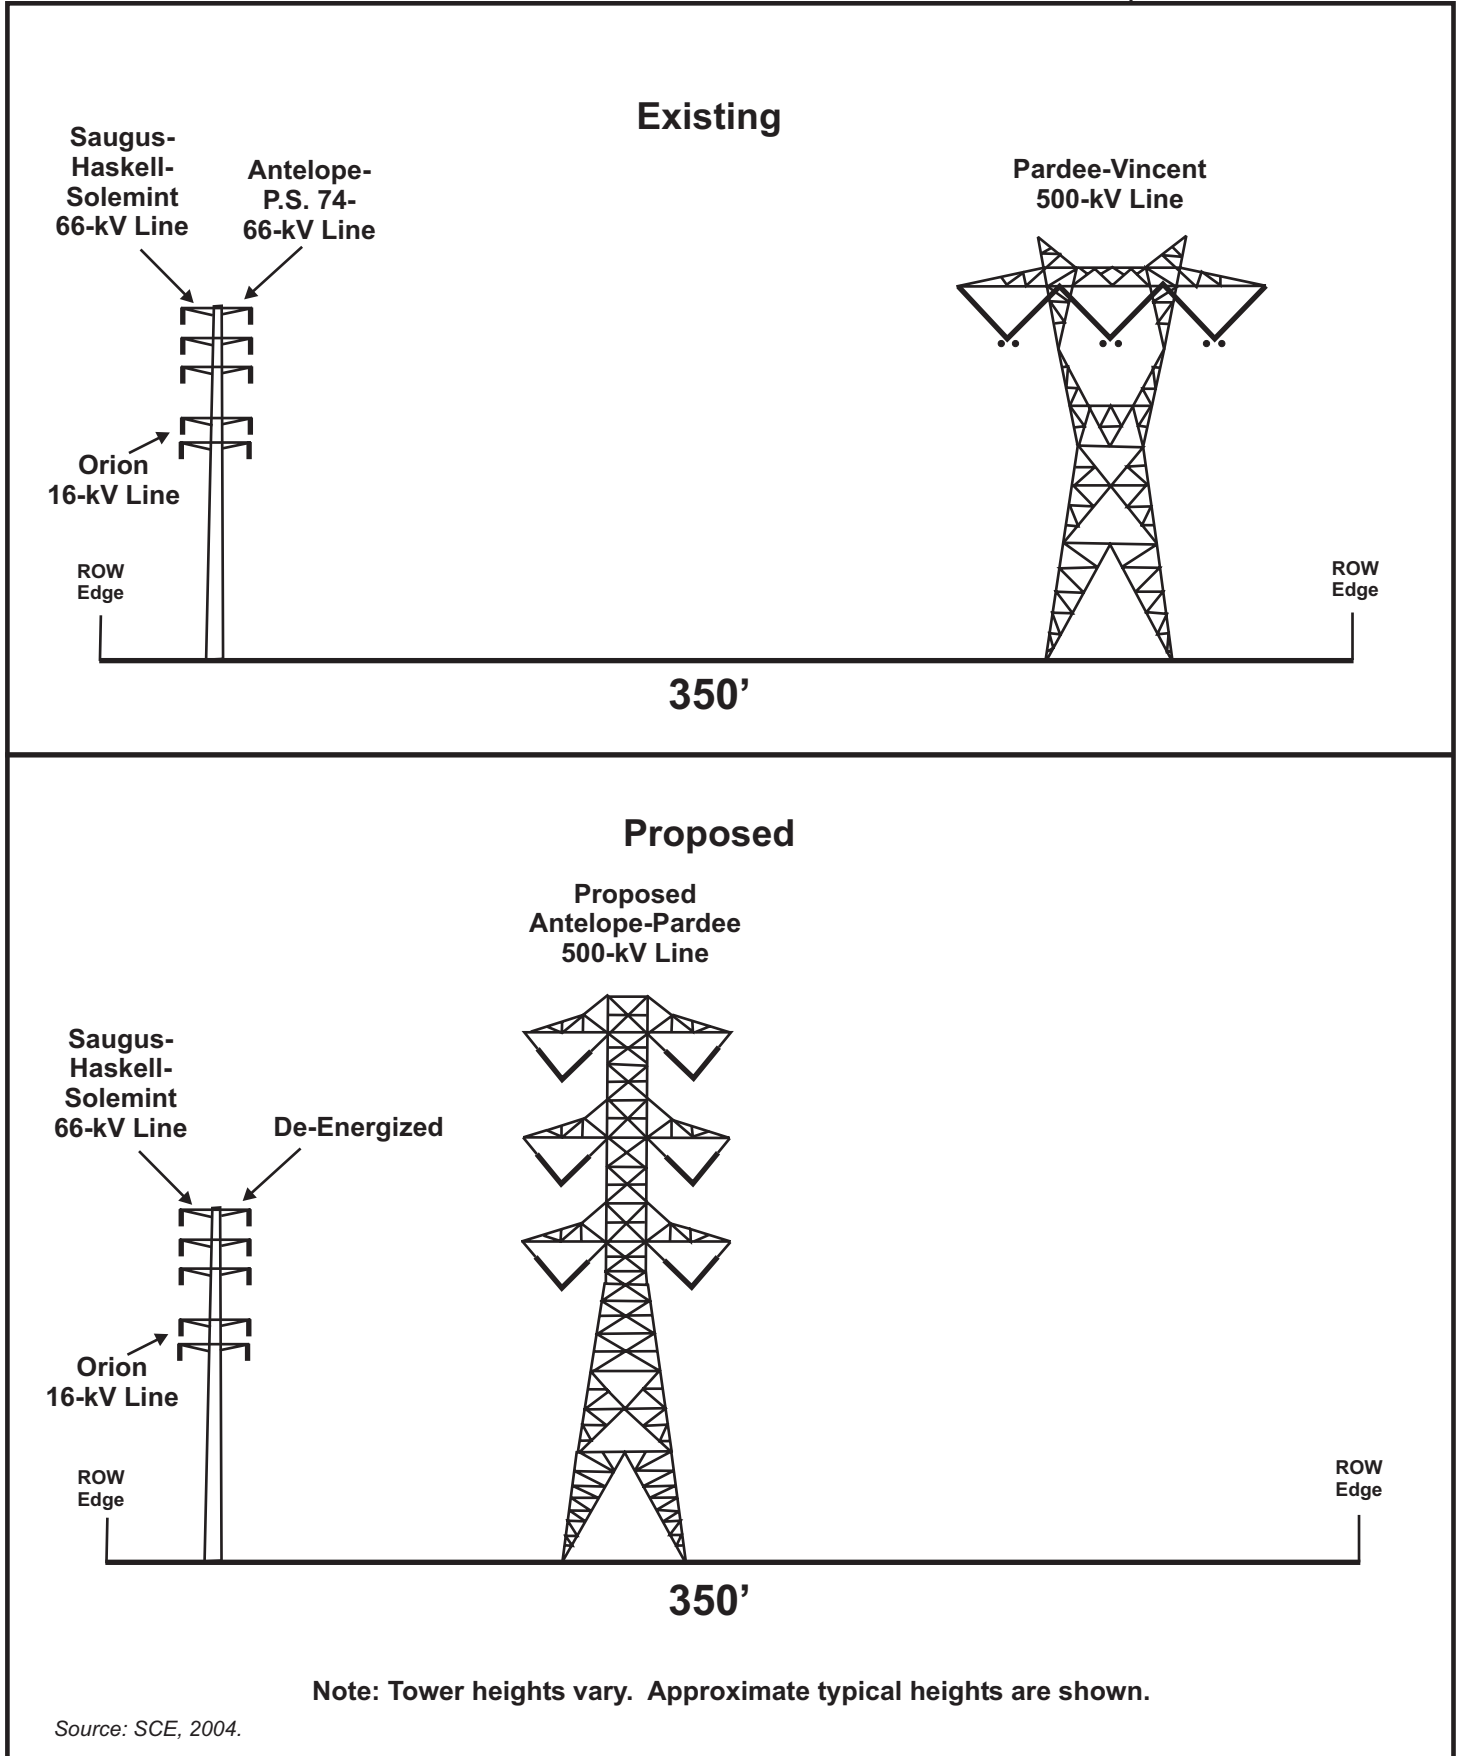 Existing
Saugus-
Haskell-
Solemint
66-kV Line
Antelope-
P.S. 74-
66-kV Line
Pardee-Vincent
500-kV Line
Orion
16-kV Line
ROW
Edge
ROW
Edge
350’
Proposed
Proposed
Antelope-Pardee
500-kV Line
Saugus-
Haskell-
Solemint
66-kV Line
De-Energized
Orion
16-kV Line
ROW
Edge
ROW
Edge
350’
Note: Tower heights vary. Approximate typical heights are shown.
Source: SCE, 2004.